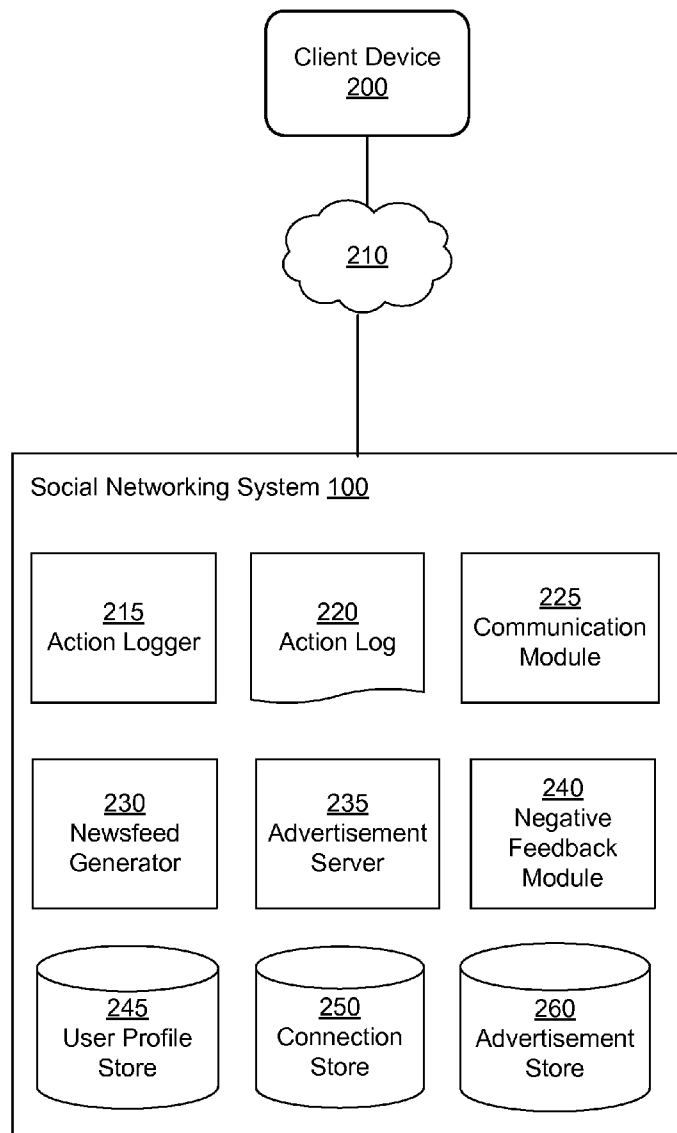 Client Device
200
210
Social Networking System 100
215
Action Logger
220
Action Log
225
Communication
Module
230
Newsfeed
Generator
235
Advertisement
Server
240
Negative
Feedback
Module
245
User Profile
Store
250
Connection
Store
260
Advertisement
Store